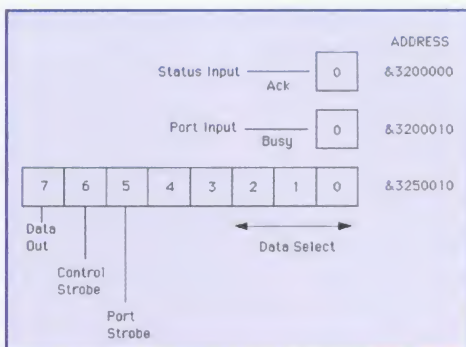 ADDRESS
Status Input 0 &3200000
Ack
Port Input 0 &3200010
Busy
7 6 5 4 3 2 1 0 &3250010
Data
Out
Data Select
Control
Strobe
Port
Strobe